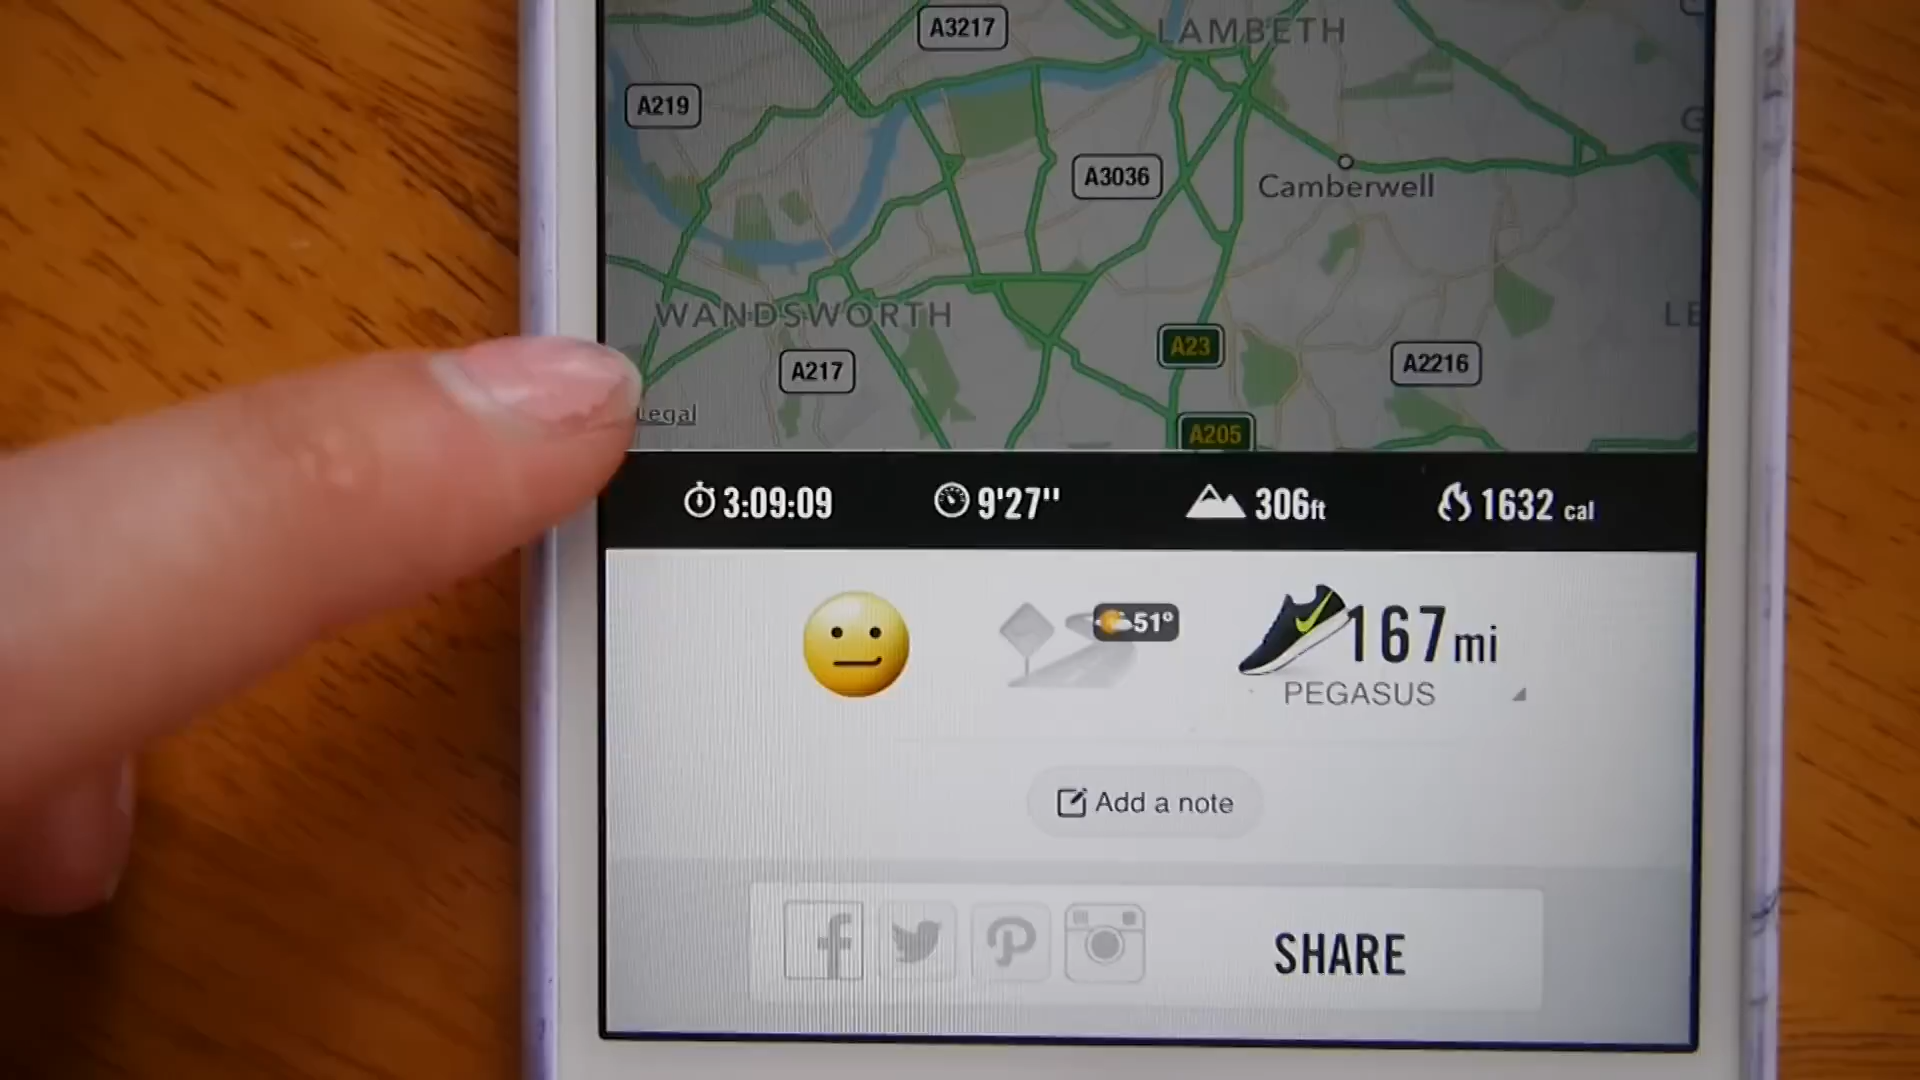 A3217
LAMBETH
A219
A3036
Camberwell
WANDSWORTH
A23
A217
A2216
Legal
A205
3:09:09
9'27''
306ft
1632 cal
51°
167mi
PEGASUS
Add a note
SHARE